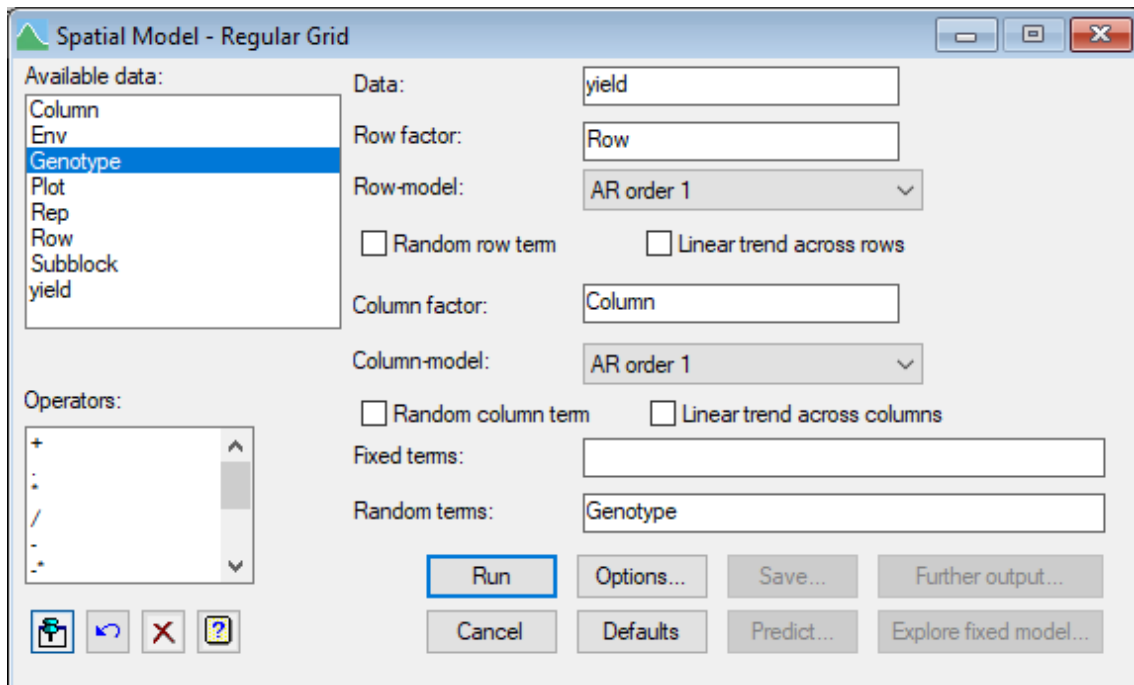 Spatial Model - Regular Grid
Available data:
Column
Env
Genotype
Plot
Rep
Row
Subblock
yield
Operators:
+
.
*
/
-
-*
Data: yield
Row factor: Row
Row-model: AR order 1
Random row term Linear trend across rows
Column factor: Column
Column-model: AR order 1
Random column term Linear trend across columns
Fixed terms:
Random terms: Genotype
Run Options... Save... Further output...
Cancel Defaults Predict... Explore fixed model...
?